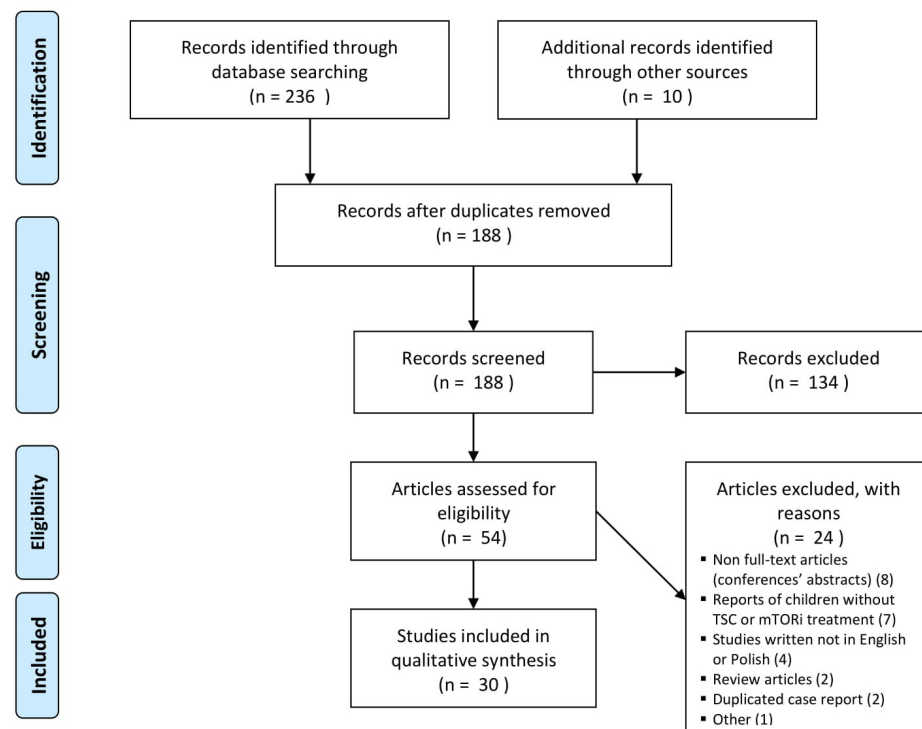 Identification
Records identified through
database searching
(n = 236 )
Additional records identified
through other sources
(n = 10 )
Records after duplicates removed
(n = 188 )
Screening
Records screened
(n = 188 )
Records excluded
(n = 134 )
Eligibility
Articles assessed for
eligibility
(n = 54)
Articles excluded, with
reasons
(n = 24 )
▪ Non full-text articles
(conferences’ abstracts) (8)
▪ Reports of children without
TSC or mTORi treatment (7)
▪ Studies written not in English
or Polish (4)
▪ Review articles (2)
▪ Duplicated case report (2)
▪ Other (1)
Included
Studies included in
qualitative synthesis
(n = 30 )